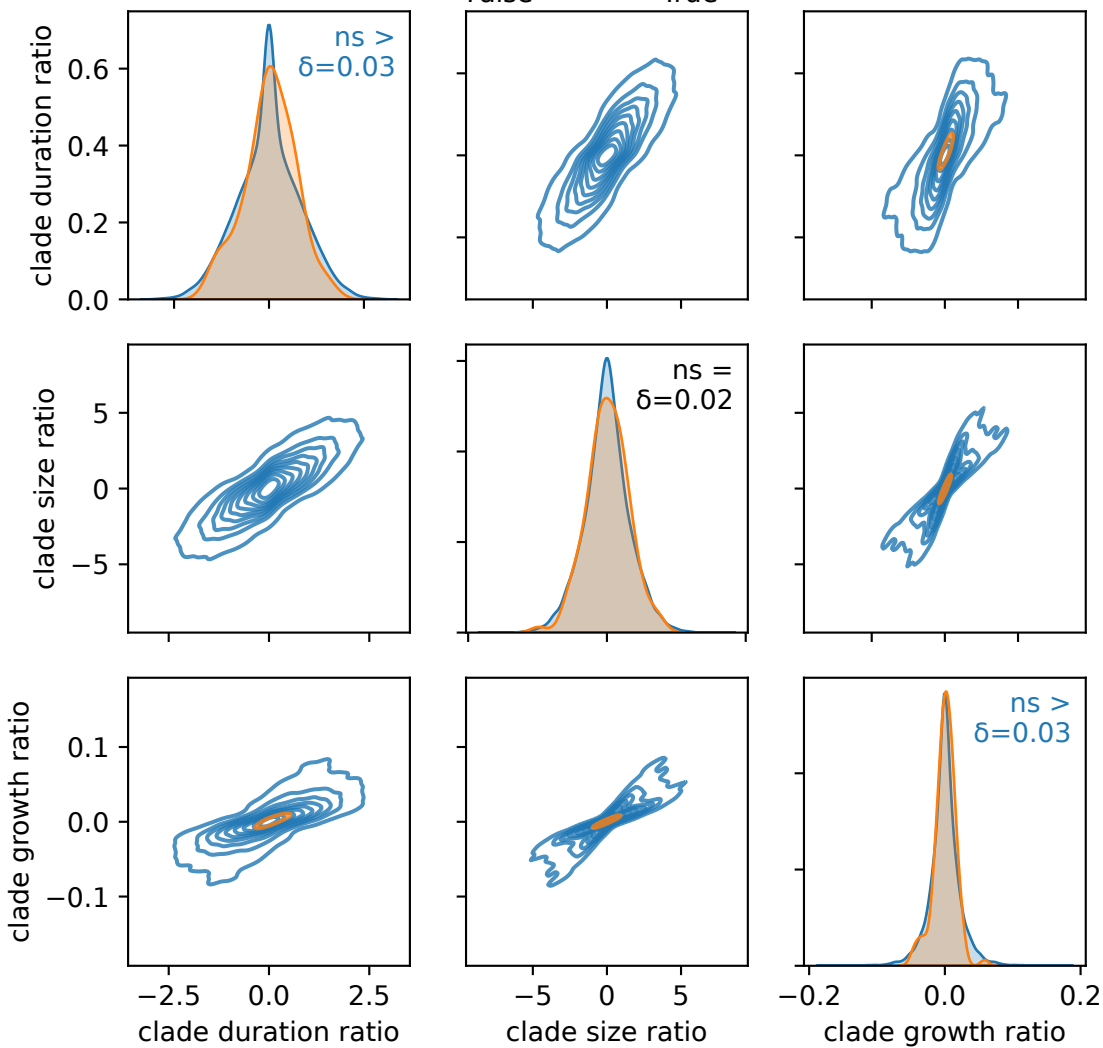 clade duration ratio
0.6
0.4
0.2
0.0
ns >
δ=0.03
clade size ratio
5
0
−5
ns =
δ=0.02
clade growth ratio
0.1
0.0
−0.1
ns >
δ=0.03
−2.5 0.0 2.5
−5 0 5
−0.2 0.0 0.2
clade duration ratio
clade size ratio
clade growth ratio